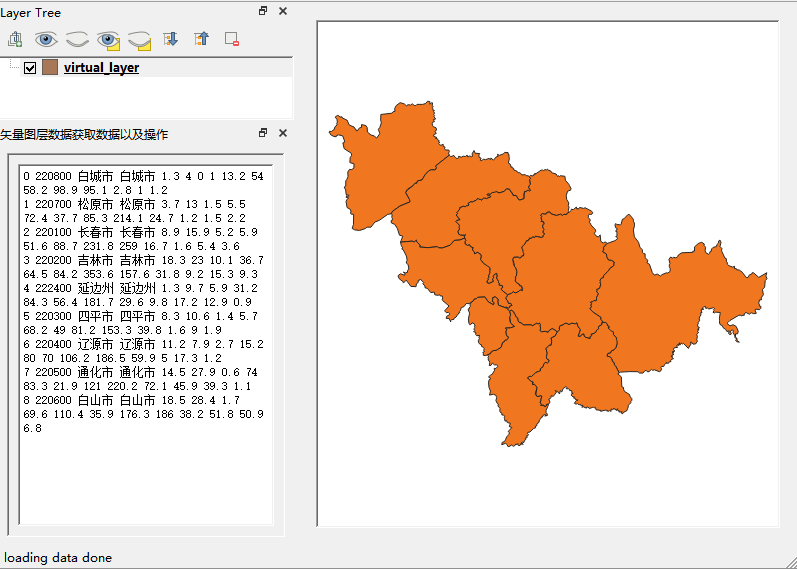 Layer Tree
virtual_layer
矢量图层数据获取数据以及操作
0 220800 白城市 白城市 1.3 4 0 1 13.2 54
58.2 98.9 95.1 2.8 1 1.2
1 220700 松原市 松原市 3.7 13 1.5 5.5
72.4 37.7 85.3 214.1 24.7 1.2 1.5 2.2
2 220100 长春市 长春市 8.9 15.9 5.2 5.9
51.6 88.7 231.8 259 16.7 1.6 5.4 3.6
3 220200 吉林市 吉林市 18.3 23 10.1 36.7
64.5 84.2 353.6 157.6 31.8 9.2 15.3 9.3
4 222400 延边州 延边州 1.3 9.7 5.9 31.2
84.3 56.4 181.7 29.6 9.8 17.2 12.9 0.9
5 220300 四平市 四平市 8.3 10.6 1.4 5.7
68.2 49 81.2 153.3 39.8 1.6 9 1.9
6 220400 辽源市 辽源市 11.2 7.9 2.7 15.2
80 70 106.2 186.5 59.9 5 17.3 1.2
7 220500 通化市 通化市 14.5 27.9 0.6 74
83.3 21.9 121 220.2 72.1 45.9 39.3 1.1
8 220600 白山市 白山市 18.5 28.4 1.7
69.6 110.4 35.9 176.3 186 38.2 51.8 50.9
6.8
loading data done